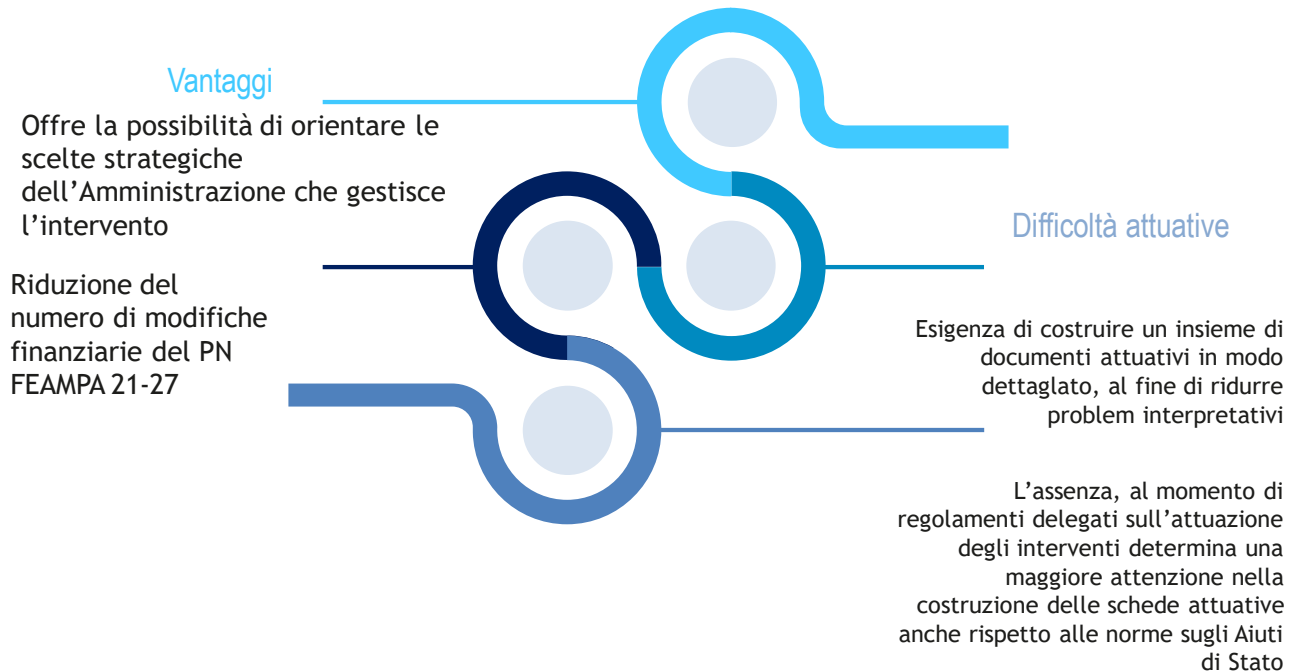 Vantaggi
Offre la possibilità di orientare le
scelte strategiche
dell’Amministrazione che gestisce
l’intervento
Riduzione del
numero di modifiche
finanziarie del PN
FEAMPA 21-27
Difficoltà attuative
Esigenza di costruire un insieme di
documenti attuativi in modo
dettaglato, al fine di ridurre
problem interpretativi
L’assenza, al momento di
regolamenti delegati sull’attuazione
degli interventi determina una
maggiore attenzione nella
costruzione delle schede attuative
anche rispetto alle norme sugli Aiuti
di Stato